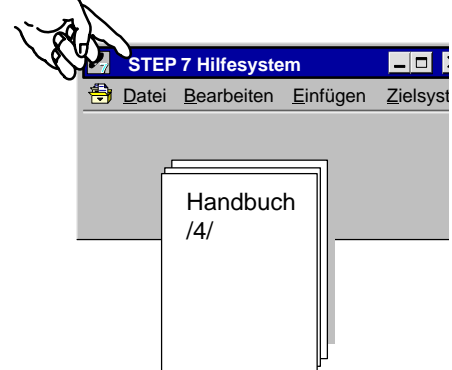 STEP 7 Hilfesystem
Datei Bearbeiten Einfügen Zielsyst
Handbuch
/4/